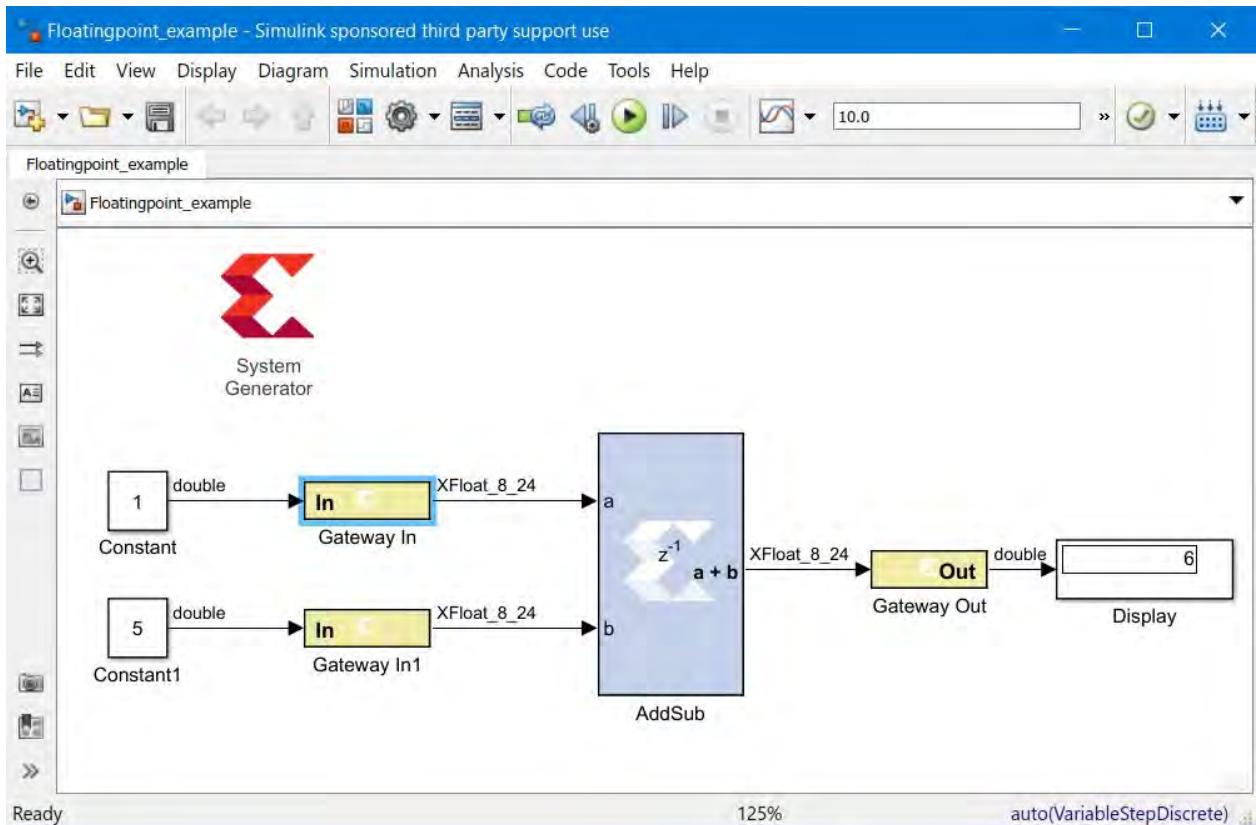 Floatingpoint_example - Simulink sponsored third party support use
File Edit View Display Diagram Simulation Analysis Code Tools Help
10.0 »
Floatingpoint_example
Floatingpoint_example
System
Generator
1
Constant
double
In
Gateway In
XFloat_8_24
5
Constant1
double
In
Gateway In1
XFloat_8_24
a
b
z-1
a + b
AddSub
XFloat_8_24
Out
Gateway Out
double
6
Display
Ready 125% auto(VariableStepDiscrete)